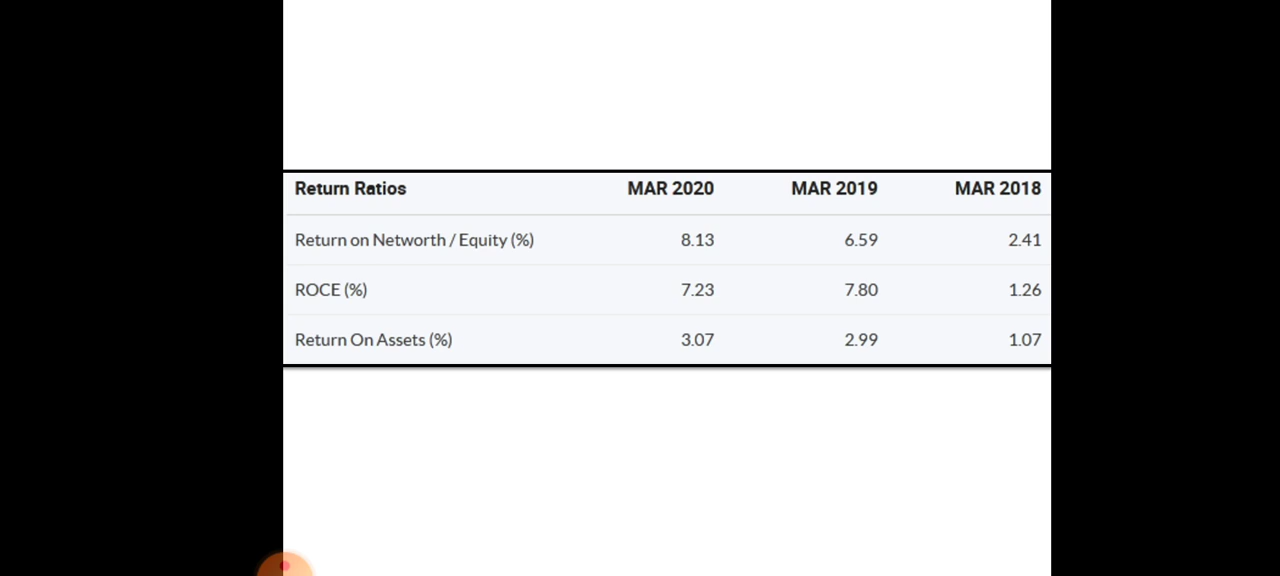 Return Ratios MAR 2020 MAR 2019 MAR 2018
Return on Networth / Equity (%) 8.13 6.59 2.41
ROCE (%) 7.23 7.80 1.26
Return On Assets (%) 3.07 2.99 1.07